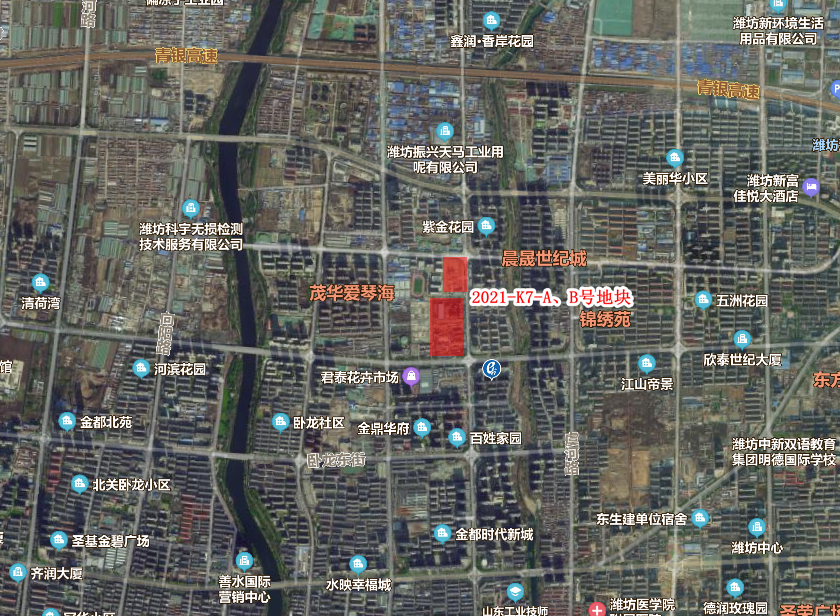 青银高速
鑫润·香岸花园
潍坊新环境生活
用品有限公司
青银高速
潍坊振兴天马工业用
呢有限公司
美丽华小区
潍坊新富
佳悦大酒店
潍坊科宇无损检测
技术服务有限公司
紫金花园
晨晟世纪城
清荷湾
茂华爱琴海
2021-K7-A、B号地块
五洲花园
锦绣苑
河滨花园
君泰花卉市场
江山帝景
欣泰世纪大厦
金都北苑
卧龙社区
金鼎华府
百姓家园
卧龙东街
潍坊中新双语教育
集团明德国际学校
北关卧龙小区
圣基金碧广场
金都时代新城
东生建单位宿舍
潍坊中心
齐润大厦
善水国际
营销中心
水映幸福城
山东工业技师
潍坊医学院
德润玫瑰园